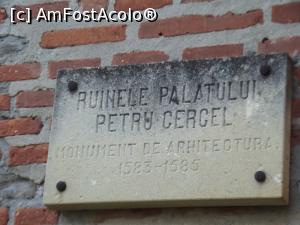 (c) AmFostAcolo®
RUINELE PALATULUI
PETRU CERCEL
MONUMENT DE ARHITECTURA
1583-1585